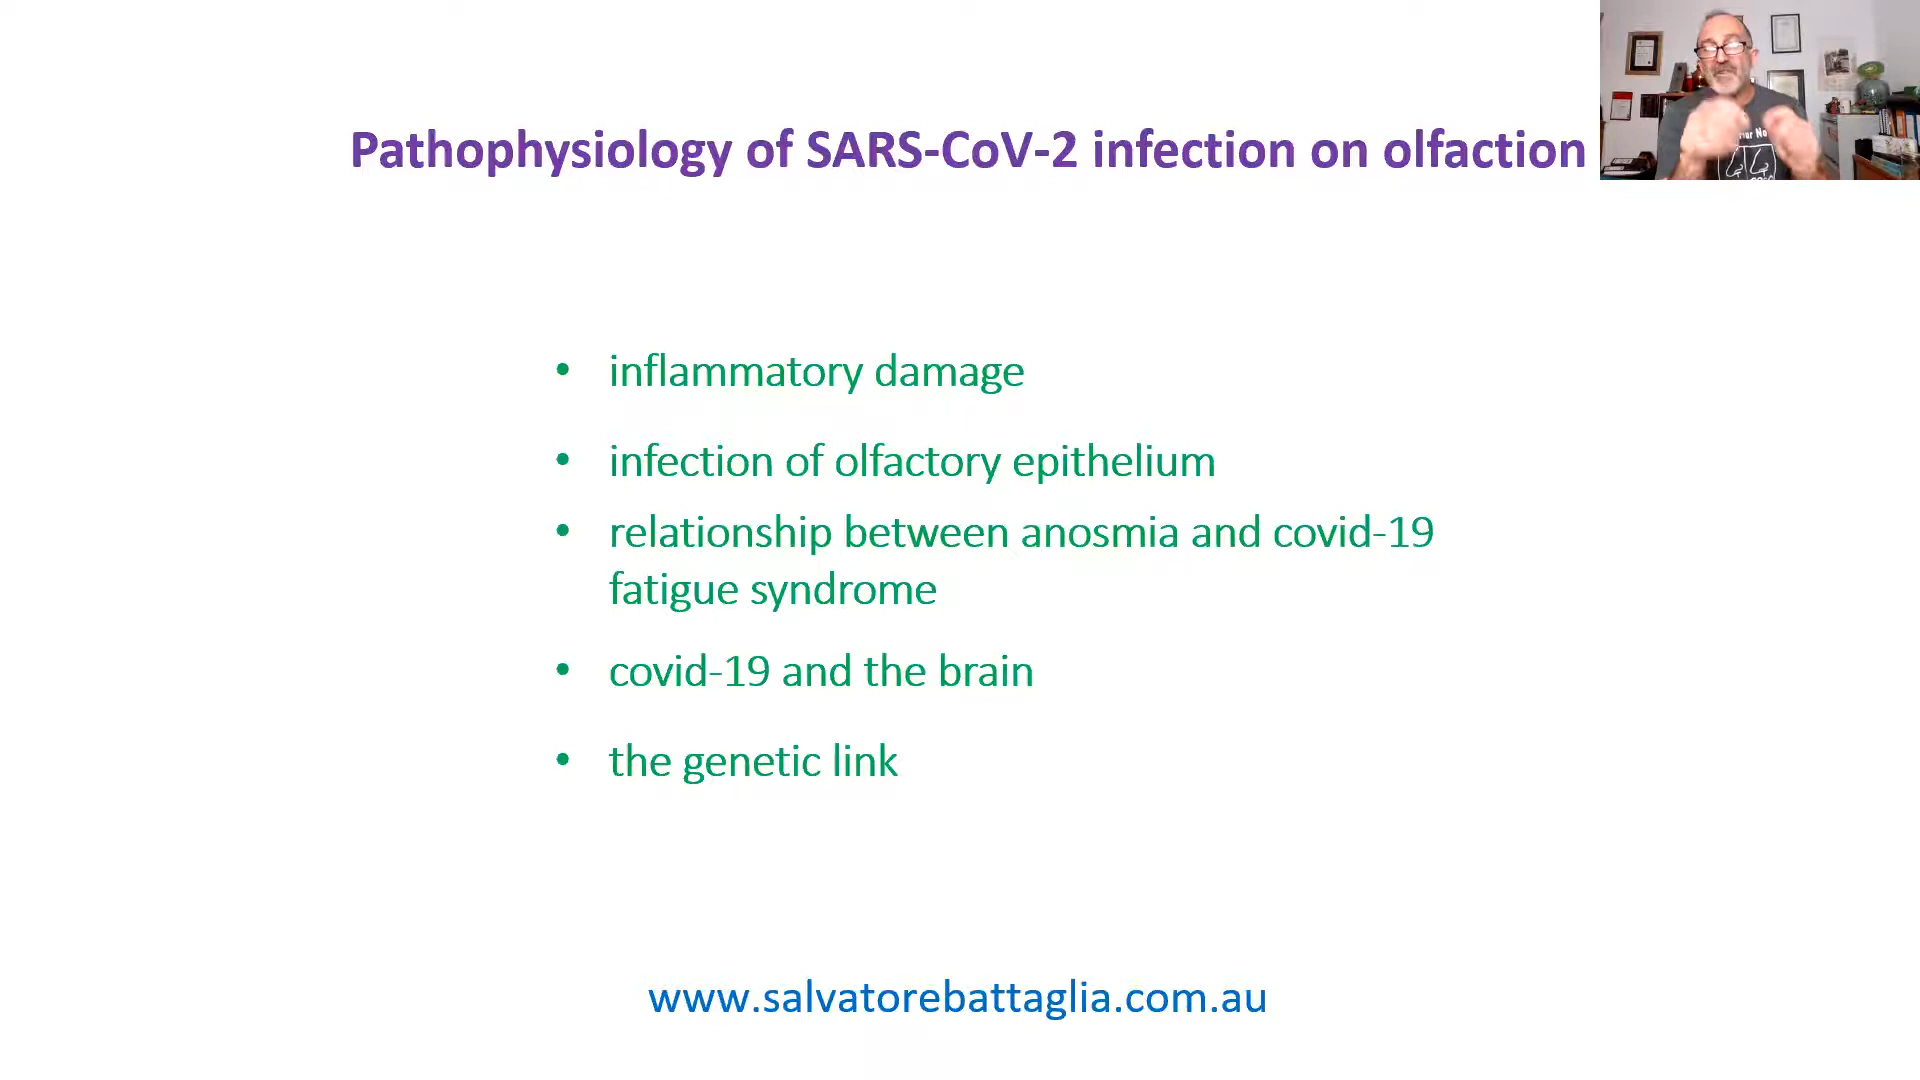 Pathophysiology of SARS-CoV-2 infection on olfaction
• inflammatory damage
• infection of olfactory epithelium
• relationship between anosmia and covid-19
fatigue syndrome
• covid-19 and the brain
• the genetic link
www.salvatorebattaglia.com.au